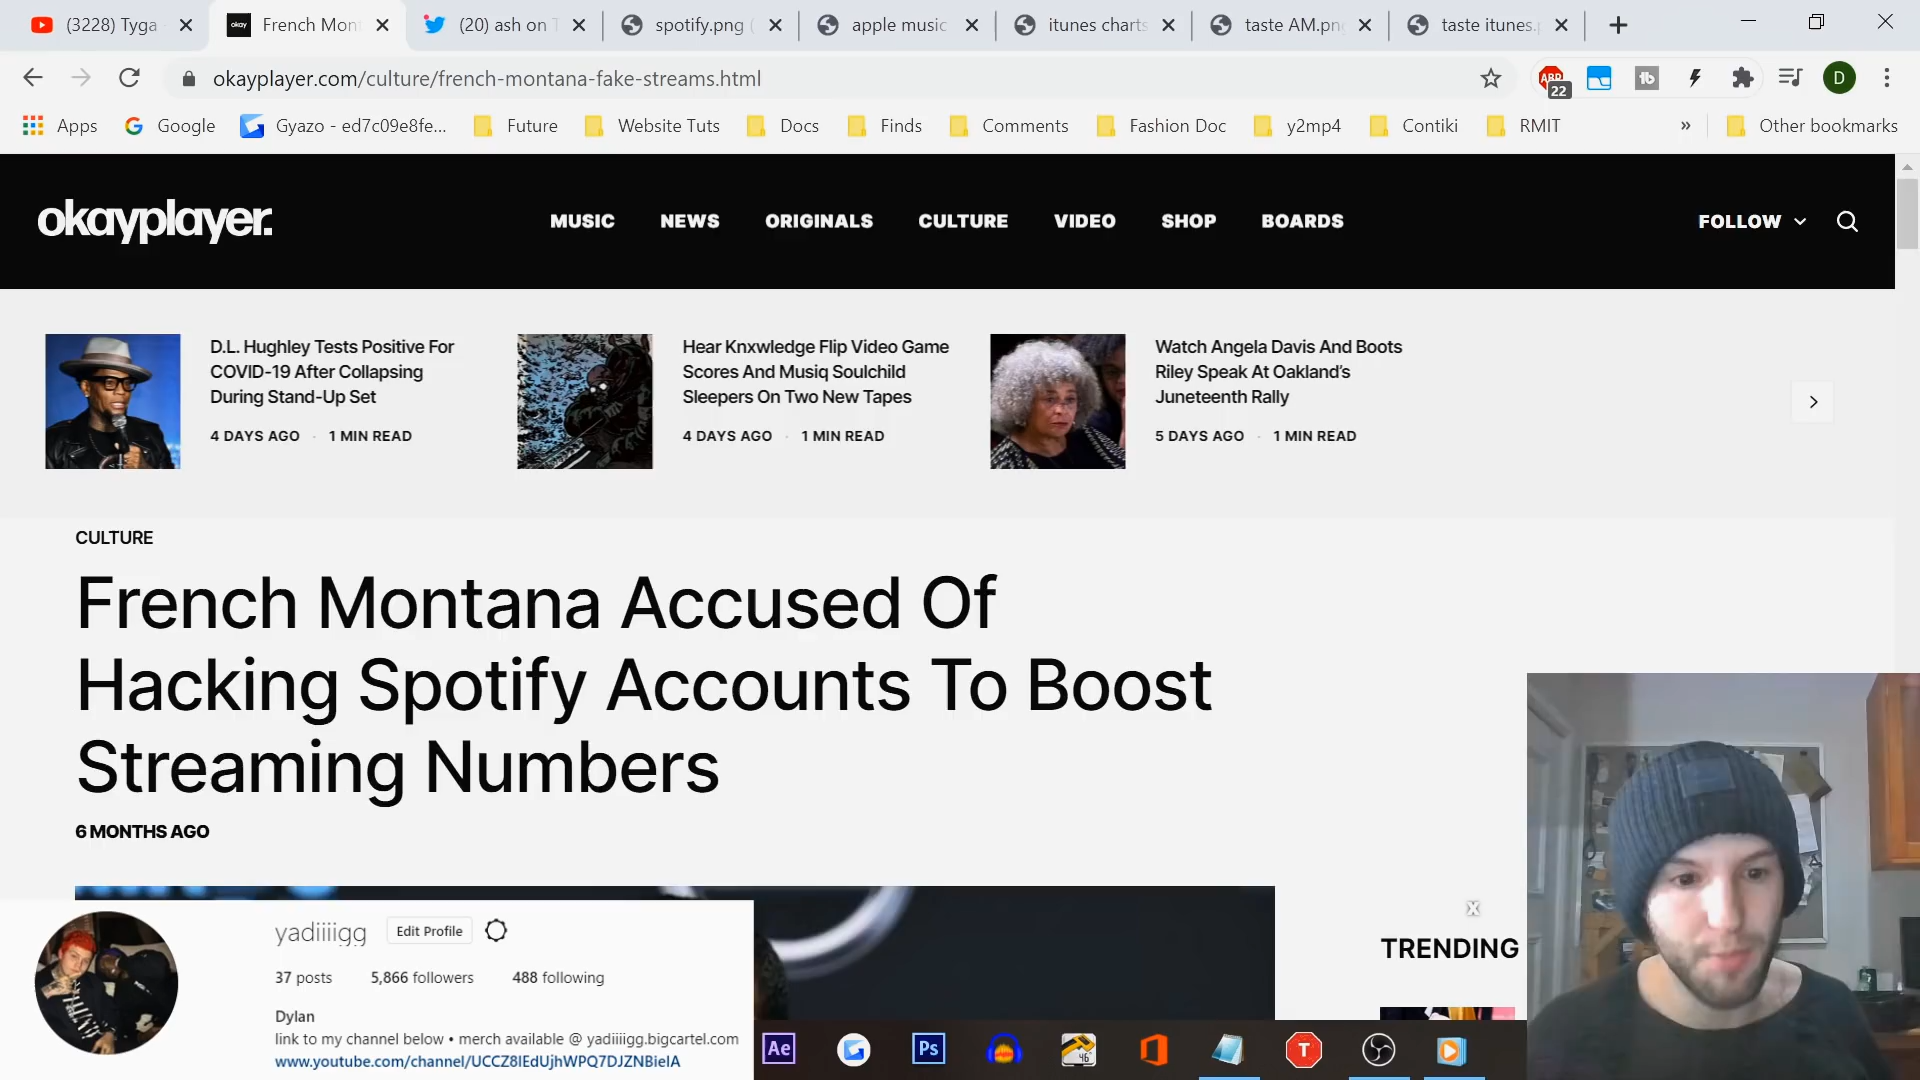 (3228) Tyga
French Mon
(20) ash on T
spotify.png (
apple music
itunes charts
taste AM.pn
taste itunes.p
okayplayer.com/culture/french-montana-fake-streams.html
ABP
22
D
Apps
Google
Gyazo - ed7c09e8fe...
Future
Website Tuts
Docs
Finds
Comments
Fashion Doc
y2mp4
Contiki
RMIT
»
Other bookmarks
okayplayer.
MUSIC
NEWS
ORIGINALS
CULTURE
VIDEO
SHOP
BOARDS
FOLLOW
D.L. Hughley Tests Positive For
COVID-19 After Collapsing
During Stand-Up Set
4 DAYS AGO · 1 MIN READ
Hear Knxwledge Flip Video Game
Scores And Musiq Soulchild
Sleepers On Two New Tapes
4 DAYS AGO · 1 MIN READ
Watch Angela Davis And Boots
Riley Speak At Oakland's
Juneteenth Rally
5 DAYS AGO · 1 MIN READ
CULTURE
French Montana Accused Of
Hacking Spotify Accounts To Boost
Streaming Numbers
6 MONTHS AGO
TRENDING
yadiiiigg
Edit Profile
37 posts
5,866 followers
488 following
Dylan
link to my channel below • merch available @ yadiiiigg.bigcartel.com
www.youtube.com/channel/UCCZ8IEdUjhWPQ7DJZNBieIA
Ae
Ps
T